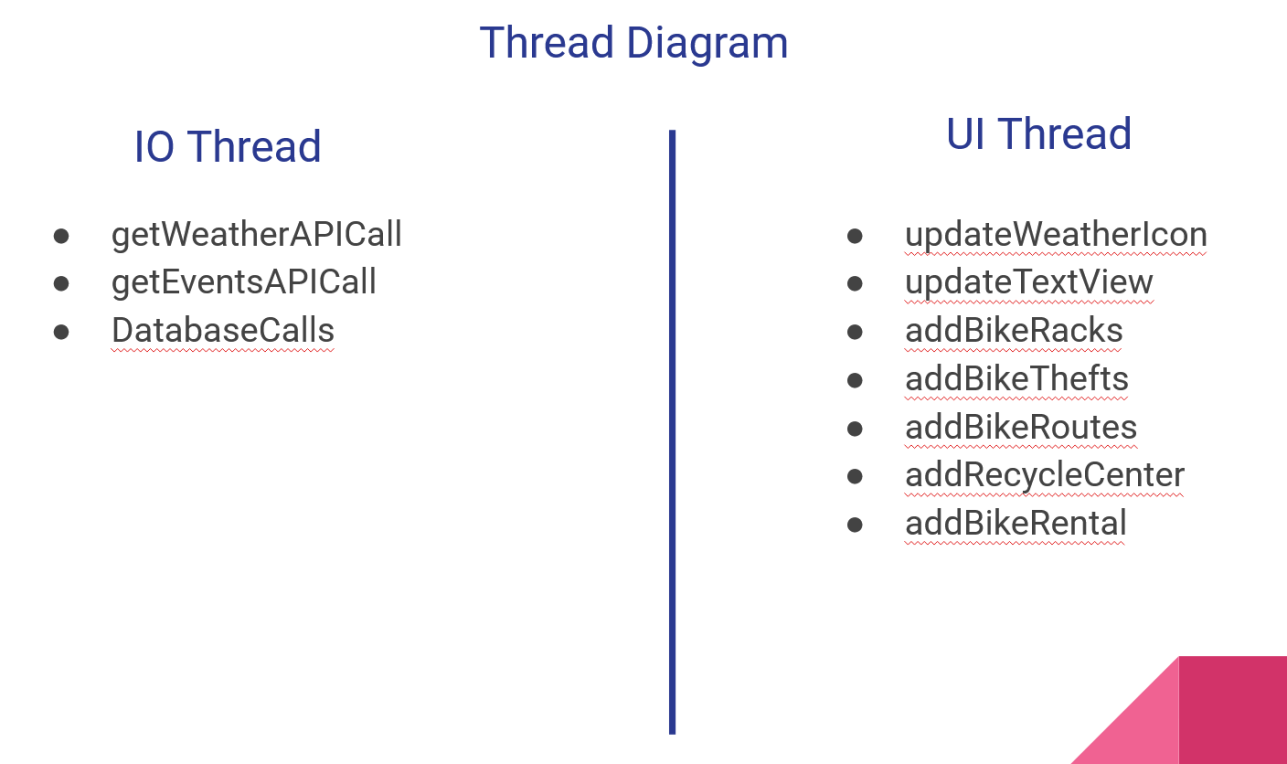 Thread Diagram
IO Thread
getWeatherAPICall
getEventsAPICall
DatabaseCalls
UI Thread
updateWeatherIcon
updateTextView
addBikeRacks
addBikeThefts
addBikeRoutes
addRecycleCenter
addBikeRental